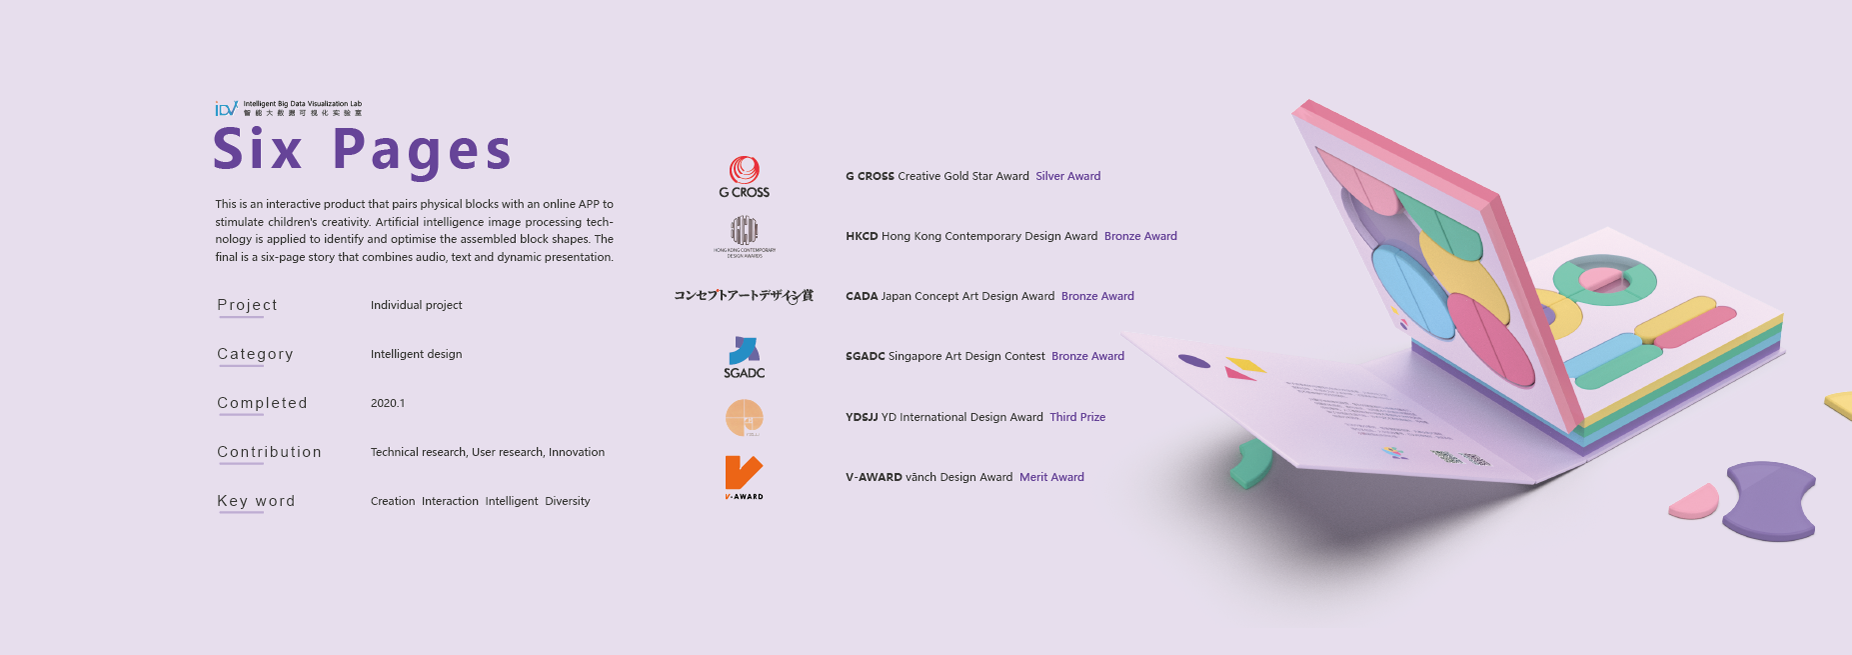 iDV
Intelligent Big Data Visualization Lab
智能大数据可视化实验室
Six Pages
This is an interactive product that pairs physical blocks with an online APP to
stimulate children's creativity. Artificial intelligence image processing tech-
nology is applied to identify and optimise the assembled block shapes. The
final is a six-page story that combines audio, text and dynamic presentation.
Project Individual project
Category Intelligent design
Completed 2020.1
Contribution Technical research, User research, Innovation
Key word Creation Interaction Intelligent Diversity
G CROSS
G CROSS Creative Gold Star Award Silver Award
HONG KONG CONTEMPORARY
DESIGN AWARDS
HKCD Hong Kong Contemporary Design Award Bronze Award
コンセプトアートデザイン賞
CADA Japan Concept Art Design Award Bronze Award
SGADC
SGADC Singapore Art Design Contest Bronze Award
YDSJJ YD International Design Award Third Prize
V-AWARD
V-AWARD vānch Design Award Merit Award